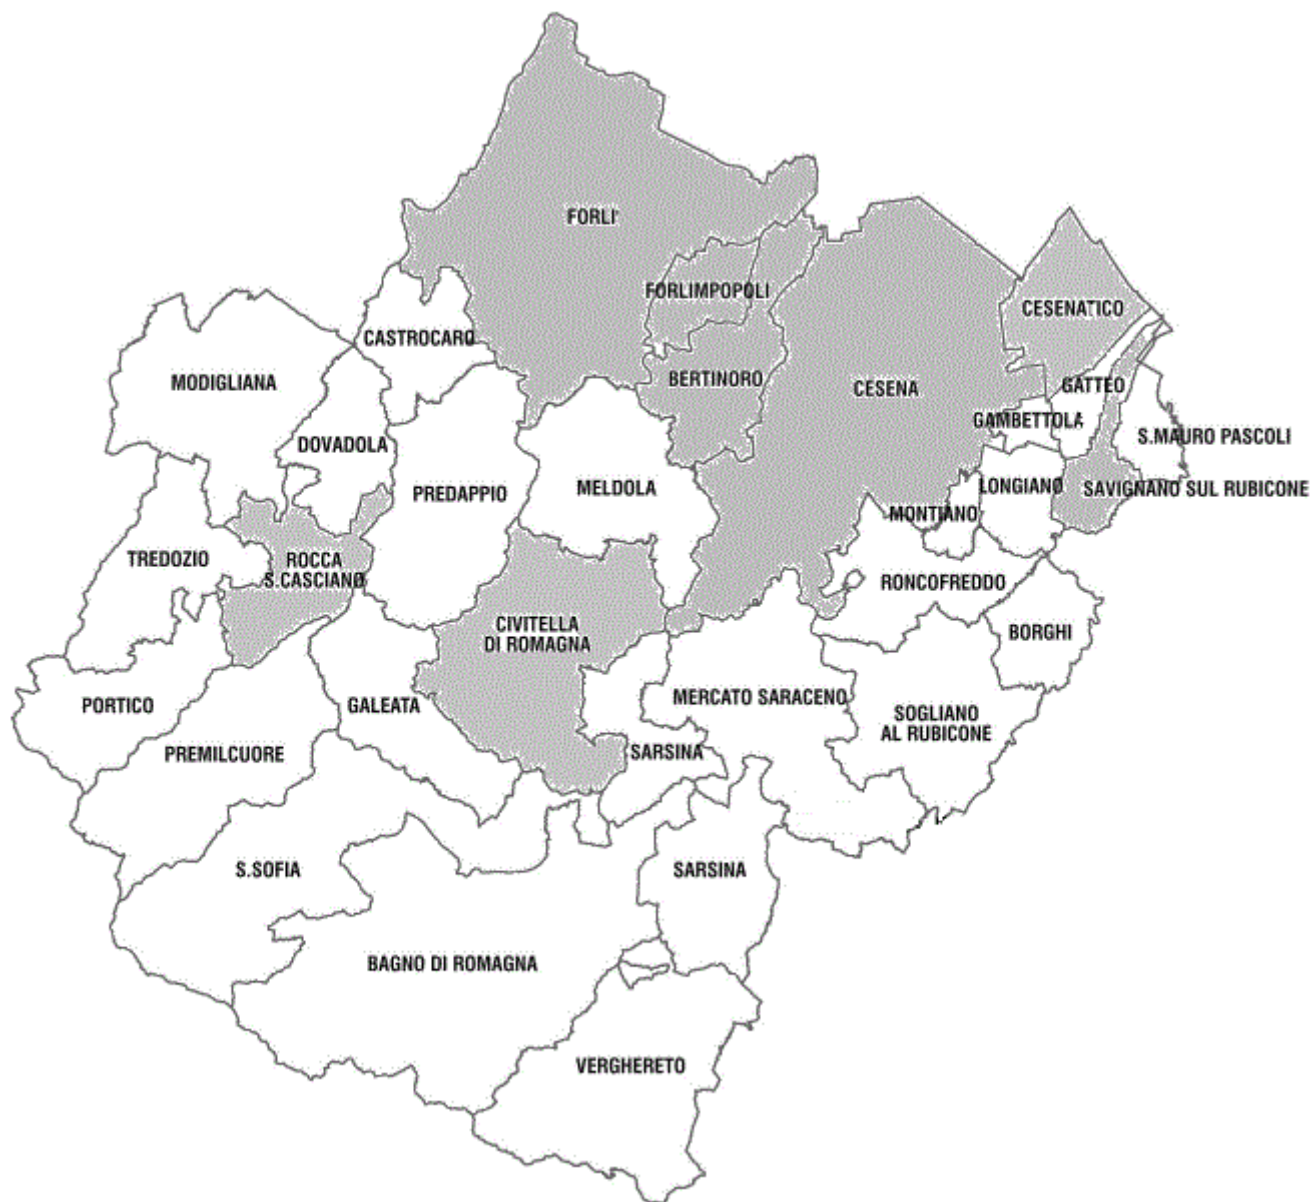 FORLI'
FORLIMPOPOLI
CESENATICO
CASTROCARO
MODIGLIANA
BERTINORO
CESENA
GATTEO
GAMBETTOLA
DOVADOLA
S.MAURO PASCOLI
PREDAPPIO
MELDOLA
LONGIANO
SAVIGNANO SUL RUBICONE
MONTIANO
TREDOZIO
ROCCA
S.CASCIANO
RONCOFREDDO
CIVITELLA
DI ROMAGNA
BORGHI
PORTICO
GALEATA
MERCATO SARACENO
SOGLIANO
AL RUBICONE
PREMILCUORE
SARSINA
S.SOFIA
SARSINA
BAGNO DI ROMAGNA
VERGHERETO